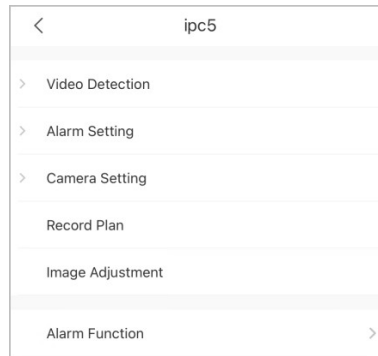 ipc5
Video Detection
Alarm Setting
Camera Setting
Record Plan
Image Adjustment
Alarm Function